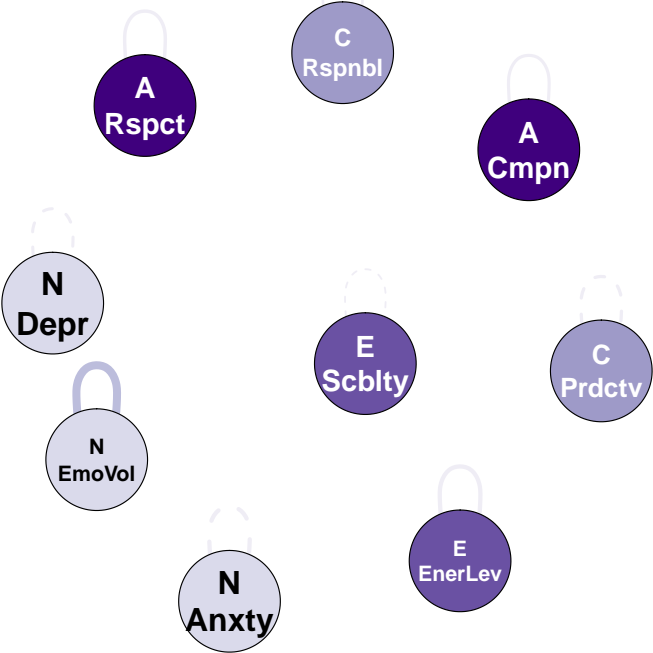 C
Rspnbl
A
Rspct
A
Cmpn
N
Depr
E
Scblty
C
Prdctv
N
EmoVol
E
EnerLev
N
Anxty